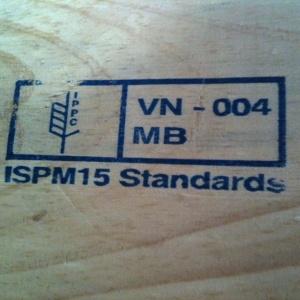 IPPC
VN - 004
MB
ISPM15 Standards